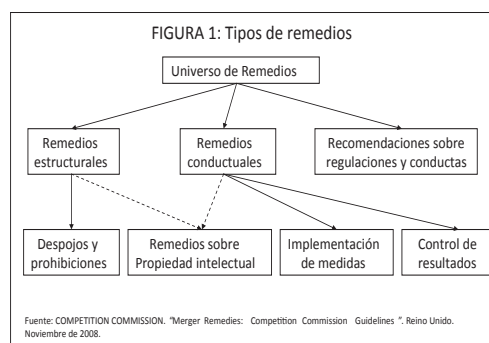 FIGURA 1: Tipos de remedios
Universo de Remedios
Remedios
estructurales
Remedios
conductuales
Recomendaciones sobre
regulaciones y conductas
Despojos y
prohibiciones
Remedios sobre
Propiedad intelectual
Implementación
de medidas
Control de
resultados
Fuente: COMPETITION COMMISSION. "Merger Remedies: Competition Commission Guidelines ". Reino Unido.
Noviembre de 2008.